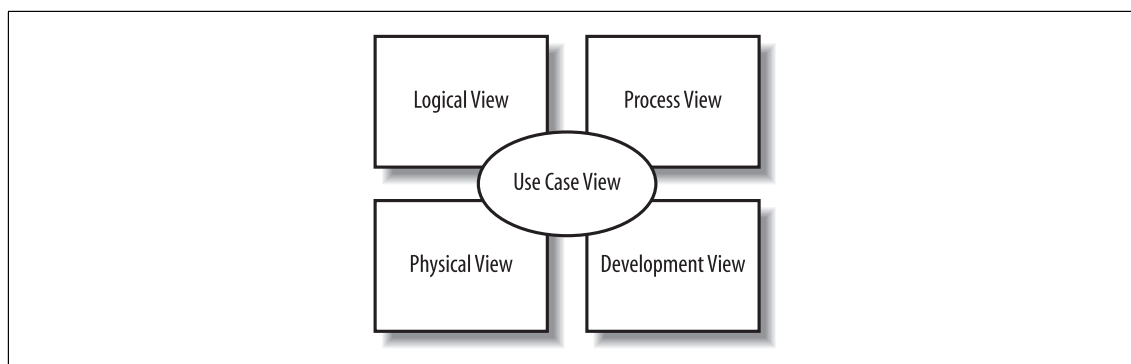 Logical View
Process View
Use Case View
Physical View
Development View